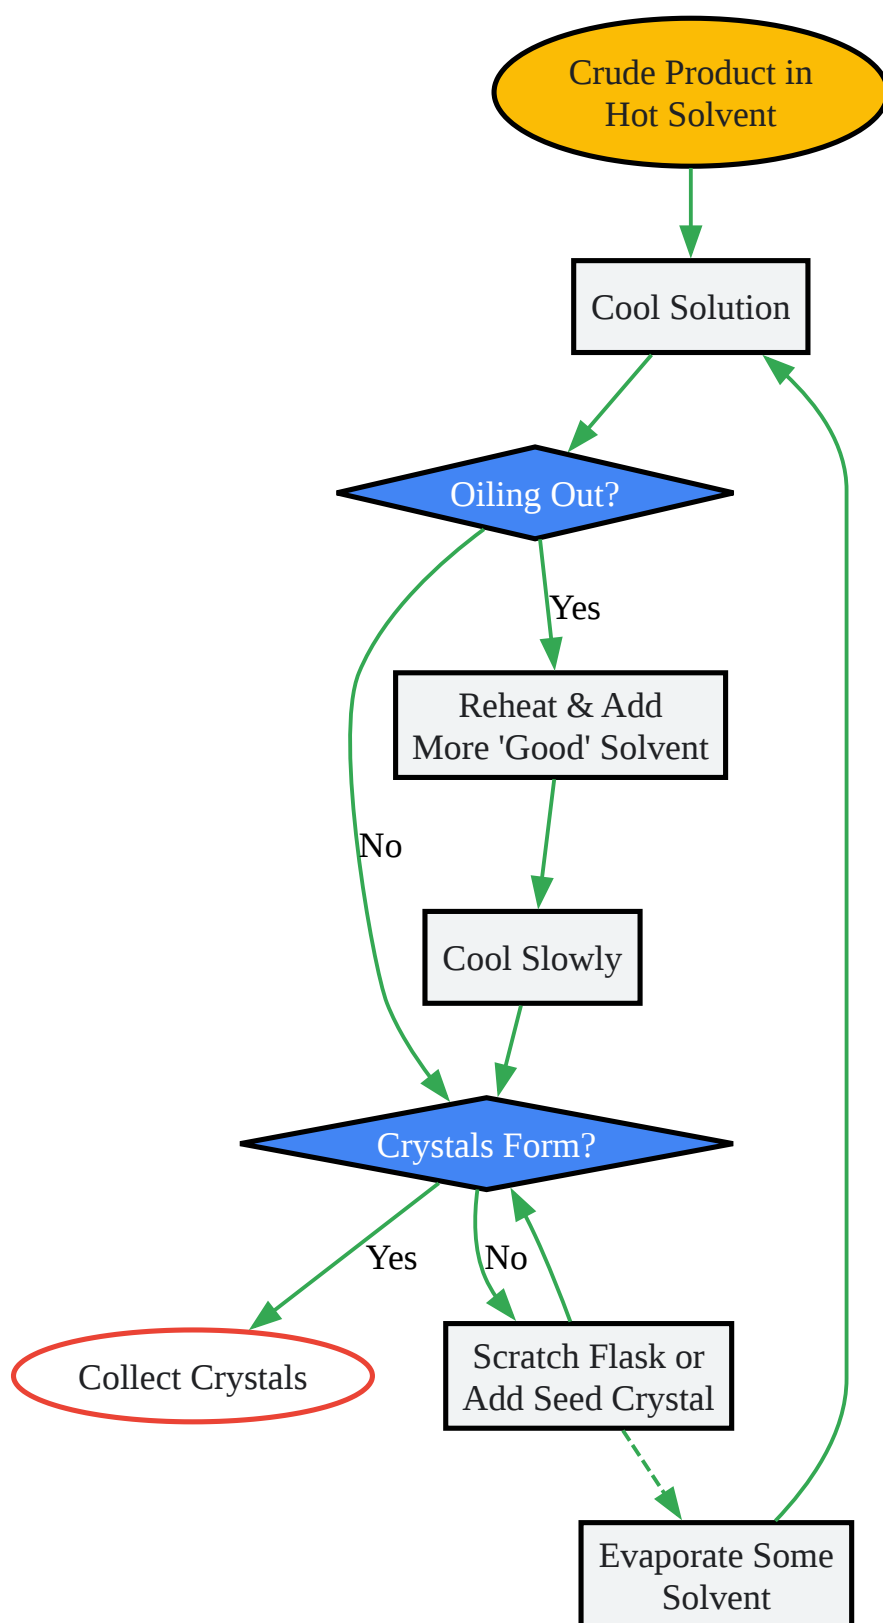 Crude Product in
Hot Solvent
Cool Solution
Oiling Out?
Yes
Reheat & Add
More 'Good' Solvent
No
Cool Slowly
Crystals Form?
Yes
No
Collect Crystals
Scratch Flask or
Add Seed Crystal
Evaporate Some
Solvent